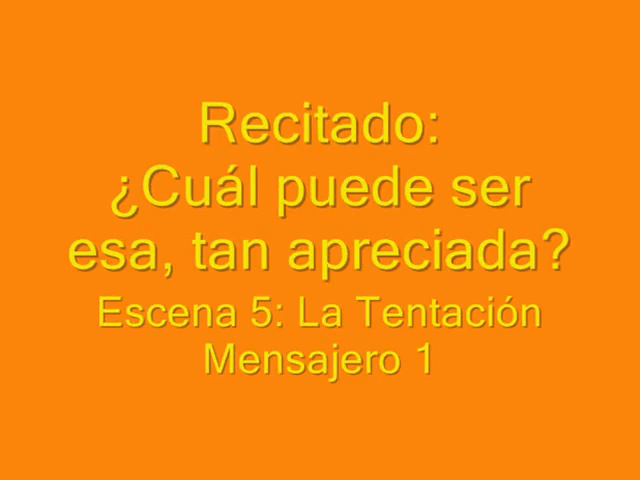 Recitado:
¿Cuál puede ser
esa, tan apreciada?
Escena 5: La Tentación
Mensajero 1